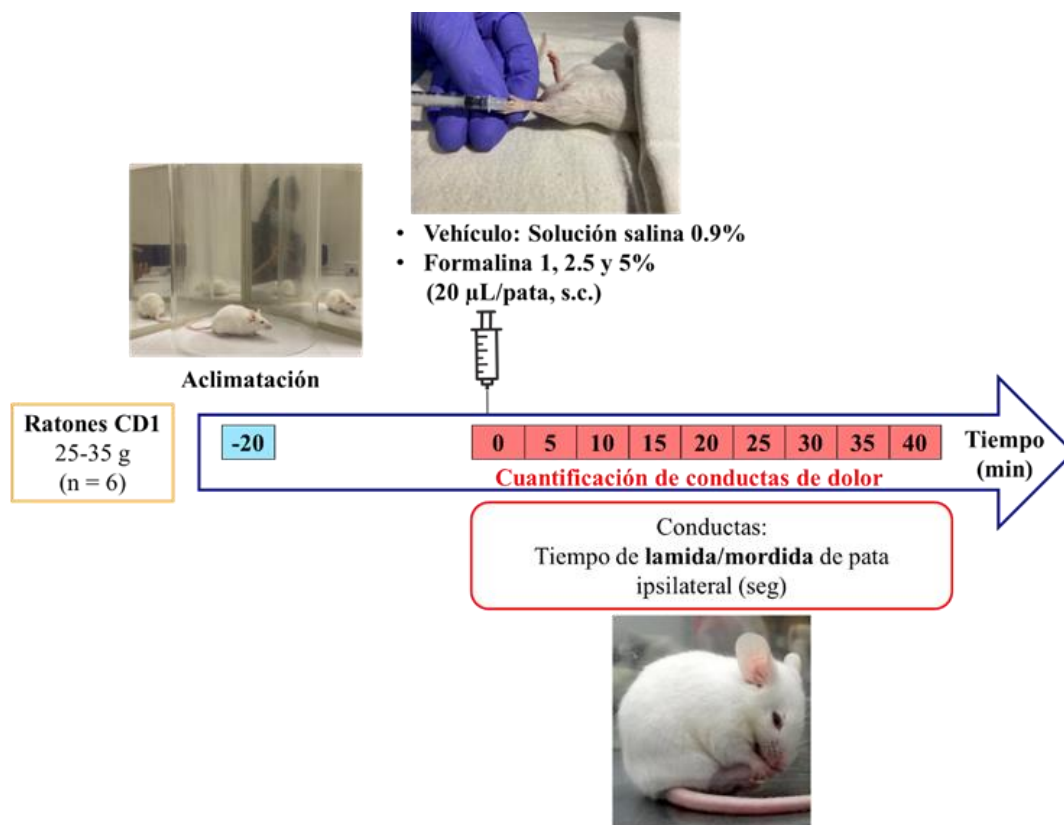 • Vehículo: Solución salina 0.9%
• Formalina 1, 2.5 y 5%
(20 µL/pata, s.c.)
Aclimatación
Ratones CD1
25-35 g
(n = 6)
-20
0 5 10 15 20 25 30 35 40
Tiempo
(min)
Cuantificación de conductas de dolor
Conductas:
Tiempo de lamida/mordida de pata
ipsilateral (seg)